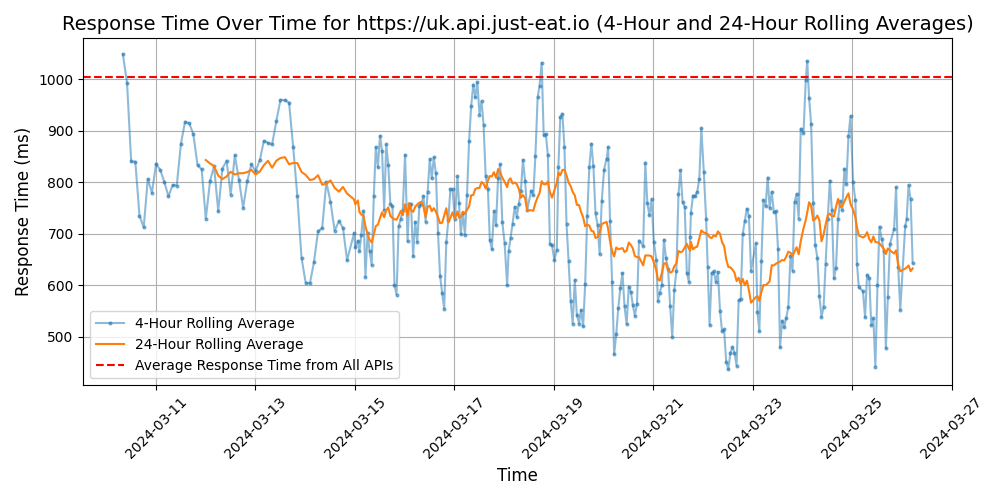 Response Time Over Time for https://uk.api.just-eat.io (4-Hour and 24-Hour Rolling Averages)
Response Time (ms)
1000
900
800
700
600
500
4-Hour Rolling Average
24-Hour Rolling Average
Average Response Time from All APIs
2024-03-11
2024-03-13
2024-03-15
2024-03-17
2024-03-19
2024-03-21
2024-03-23
2024-03-25
2024-03-27
Time